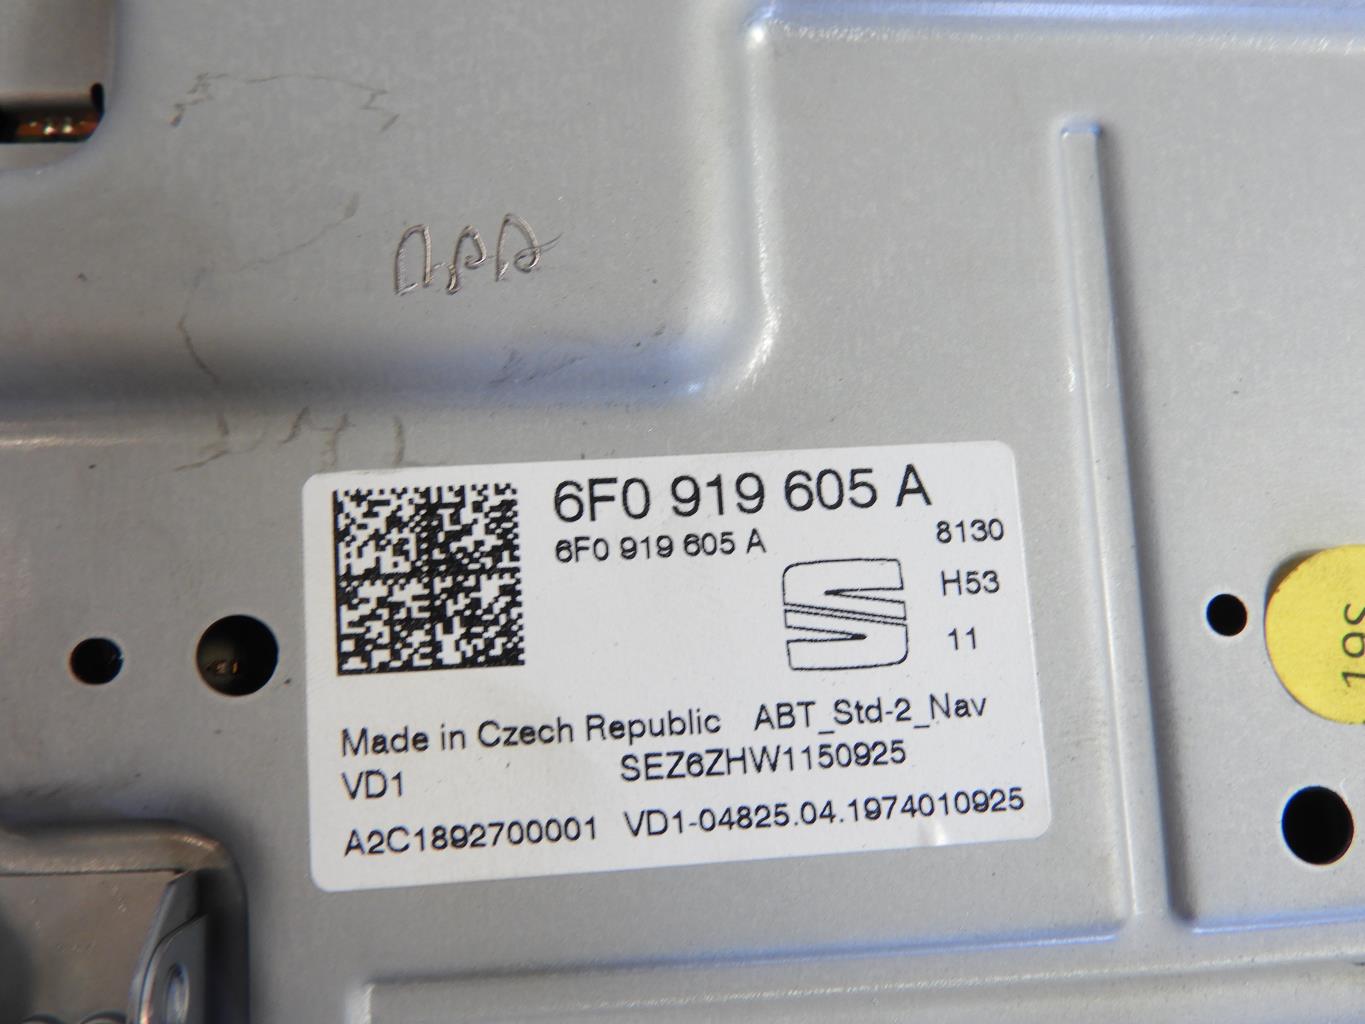 6F0 919 605 A
6F0 919 605 A
8130
H53
11
Made in Czech Republic ABT_Std-2_Nav
VD1 SEZ6ZHW1150925
A2C1892700001 VD1-04825.04.1974010925